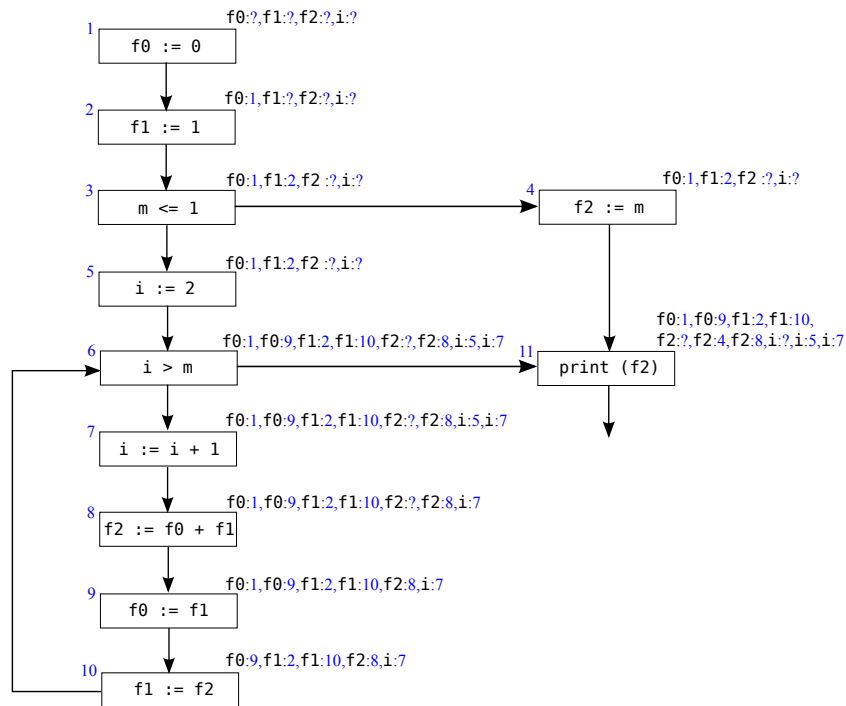 f0:?,f1:?,f2:?,i:?
1
f0 := 0
f0:1,f1:?,f2:?,i:?
2
f1 := 1
f0:1,f1:2,f2 :?,i:?
3
m <= 1
f0:1,f1:2,f2 :?,i:?
4
f2 := m
f0:1,f1:2,f2 :?,i:?
5
i := 2
f0:1,f0:9,f1:2,f1:10,f2:?,f2:8,i:5,i:7
6
i > m
f0:1,f0:9,f1:2,f1:10,
f2:?,f2:4,f2:8,i:?,i:5,i:7
11
print (f2)
f0:1,f0:9,f1:2,f1:10,f2:?,f2:8,i:5,i:7
7
i := i + 1
f0:1,f0:9,f1:2,f1:10,f2:?,f2:8,i:7
8
f2 := f0 + f1
f0:1,f0:9,f1:2,f1:10,f2:8,i:7
9
f0 := f1
f0:9,f1:2,f1:10,f2:8,i:7
10
f1 := f2